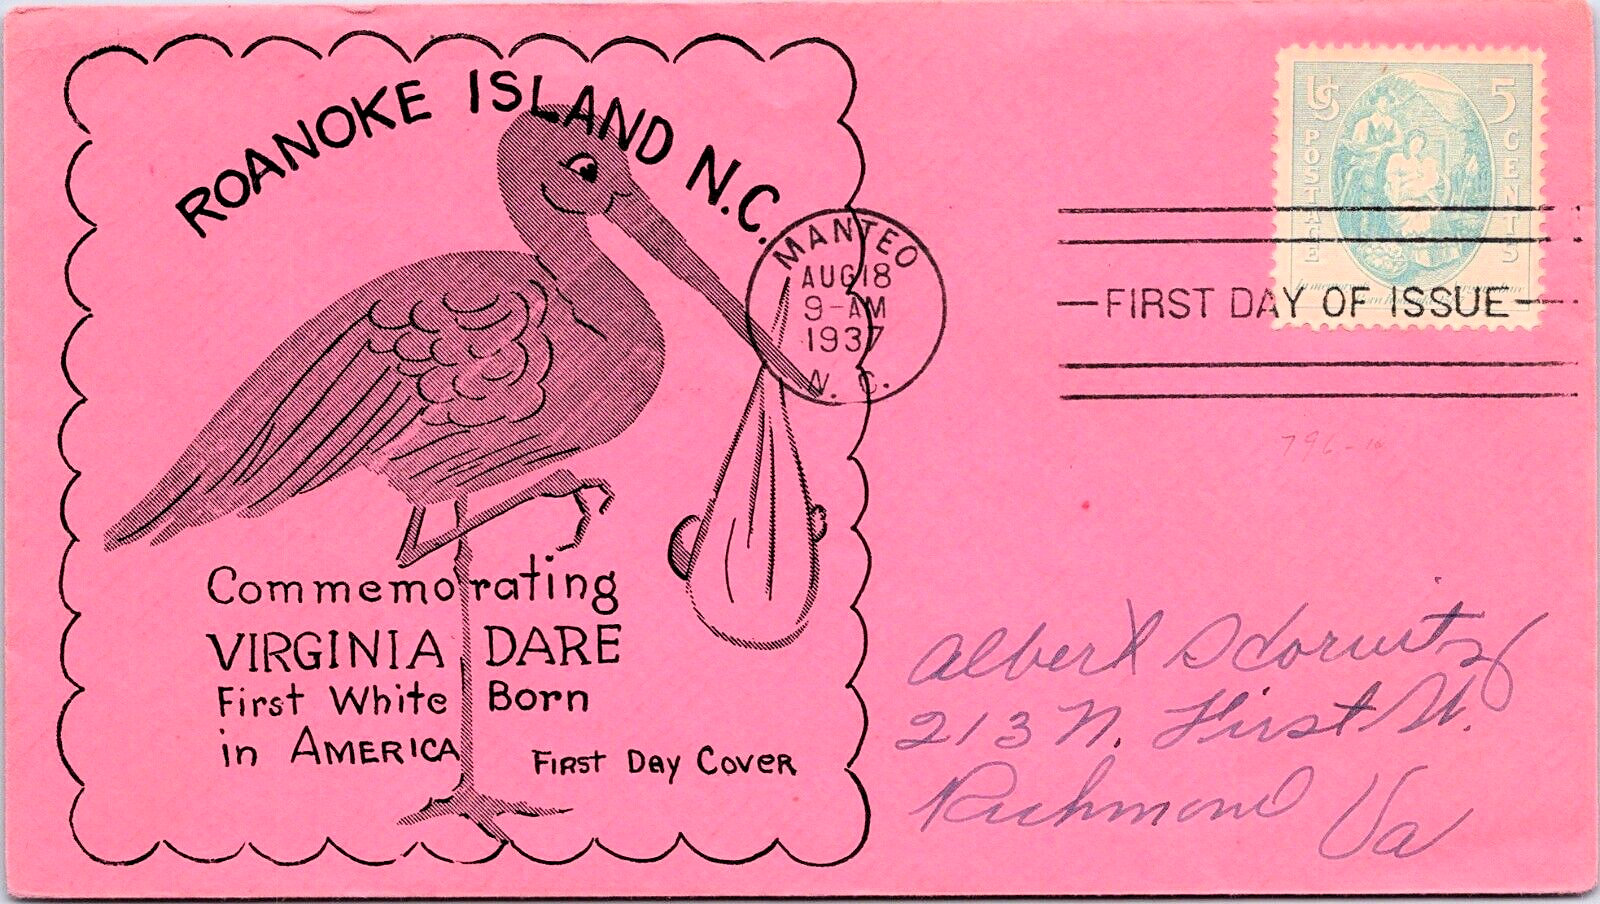 ROANOKE ISLAND N.C.
Commemorating
VIRGINIA DARE
First White Born
in AMERICA
First Day Cover
MANTEO
AUG 18
9-AM
1937
N. C.
US POSTAGE
5 CENTS
FIRST DAY OF ISSUE
796
Albert
213 N. First St.
Richmond
Va